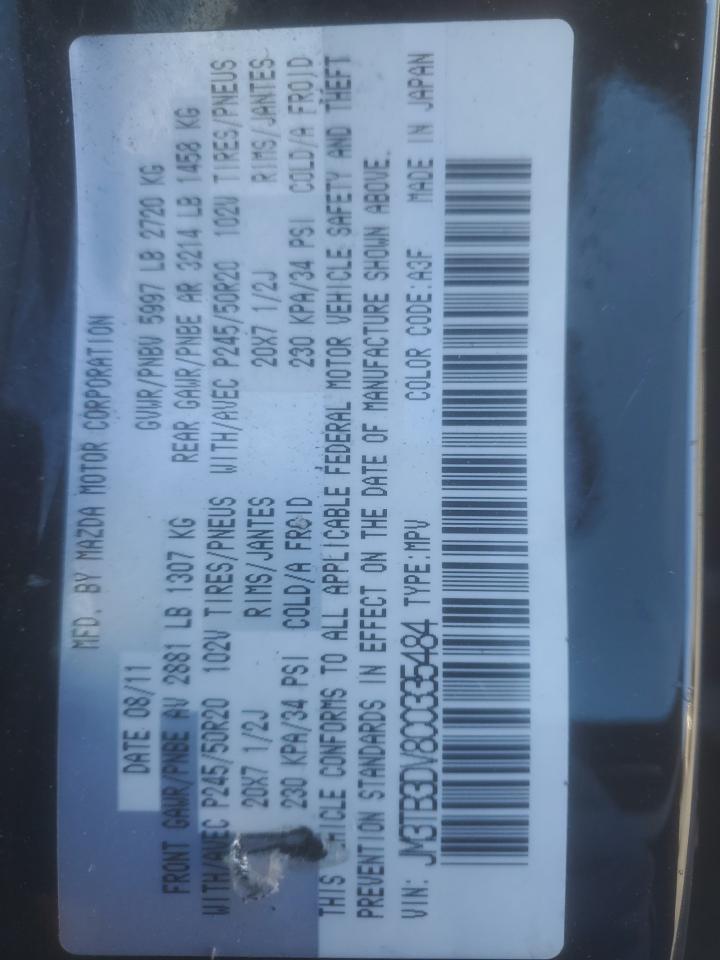 MFD. BY MAZDA MOTOR CORPORATION
DATE 08/11 GVWR/PNBV 5997 LB 2720 KG
FRONT GAWR/PNBE AV 2881 LB 1307 KG REAR GAWR/PNBE AR 3214 LB 1458 KG
WITH/AVEC P245/50R20 102V TIRES/PNEUS WITH/AVEC P245/50R20 102V TIRES/PNEUS
20X7 1/2J RIMS/JANTES 20X7 1/2J RIMS/JANTES
230 KPA/34 PSI COLD/A FROID 230 KPA/34 PSI COLD/A FROID
THIS CONFORMS TO ALL APPLICABLE FEDERAL MOTOR VEHICLE SAFETY AND THEFT
PREVENTION STANDARDS IN EFFECT ON THE DATE OF MANUFACTURE SHOWN ABOVE.
VIN: JM3TB3DV8C0335484 TYPE:MPV COLOR CODE:A3F MADE IN JAPAN